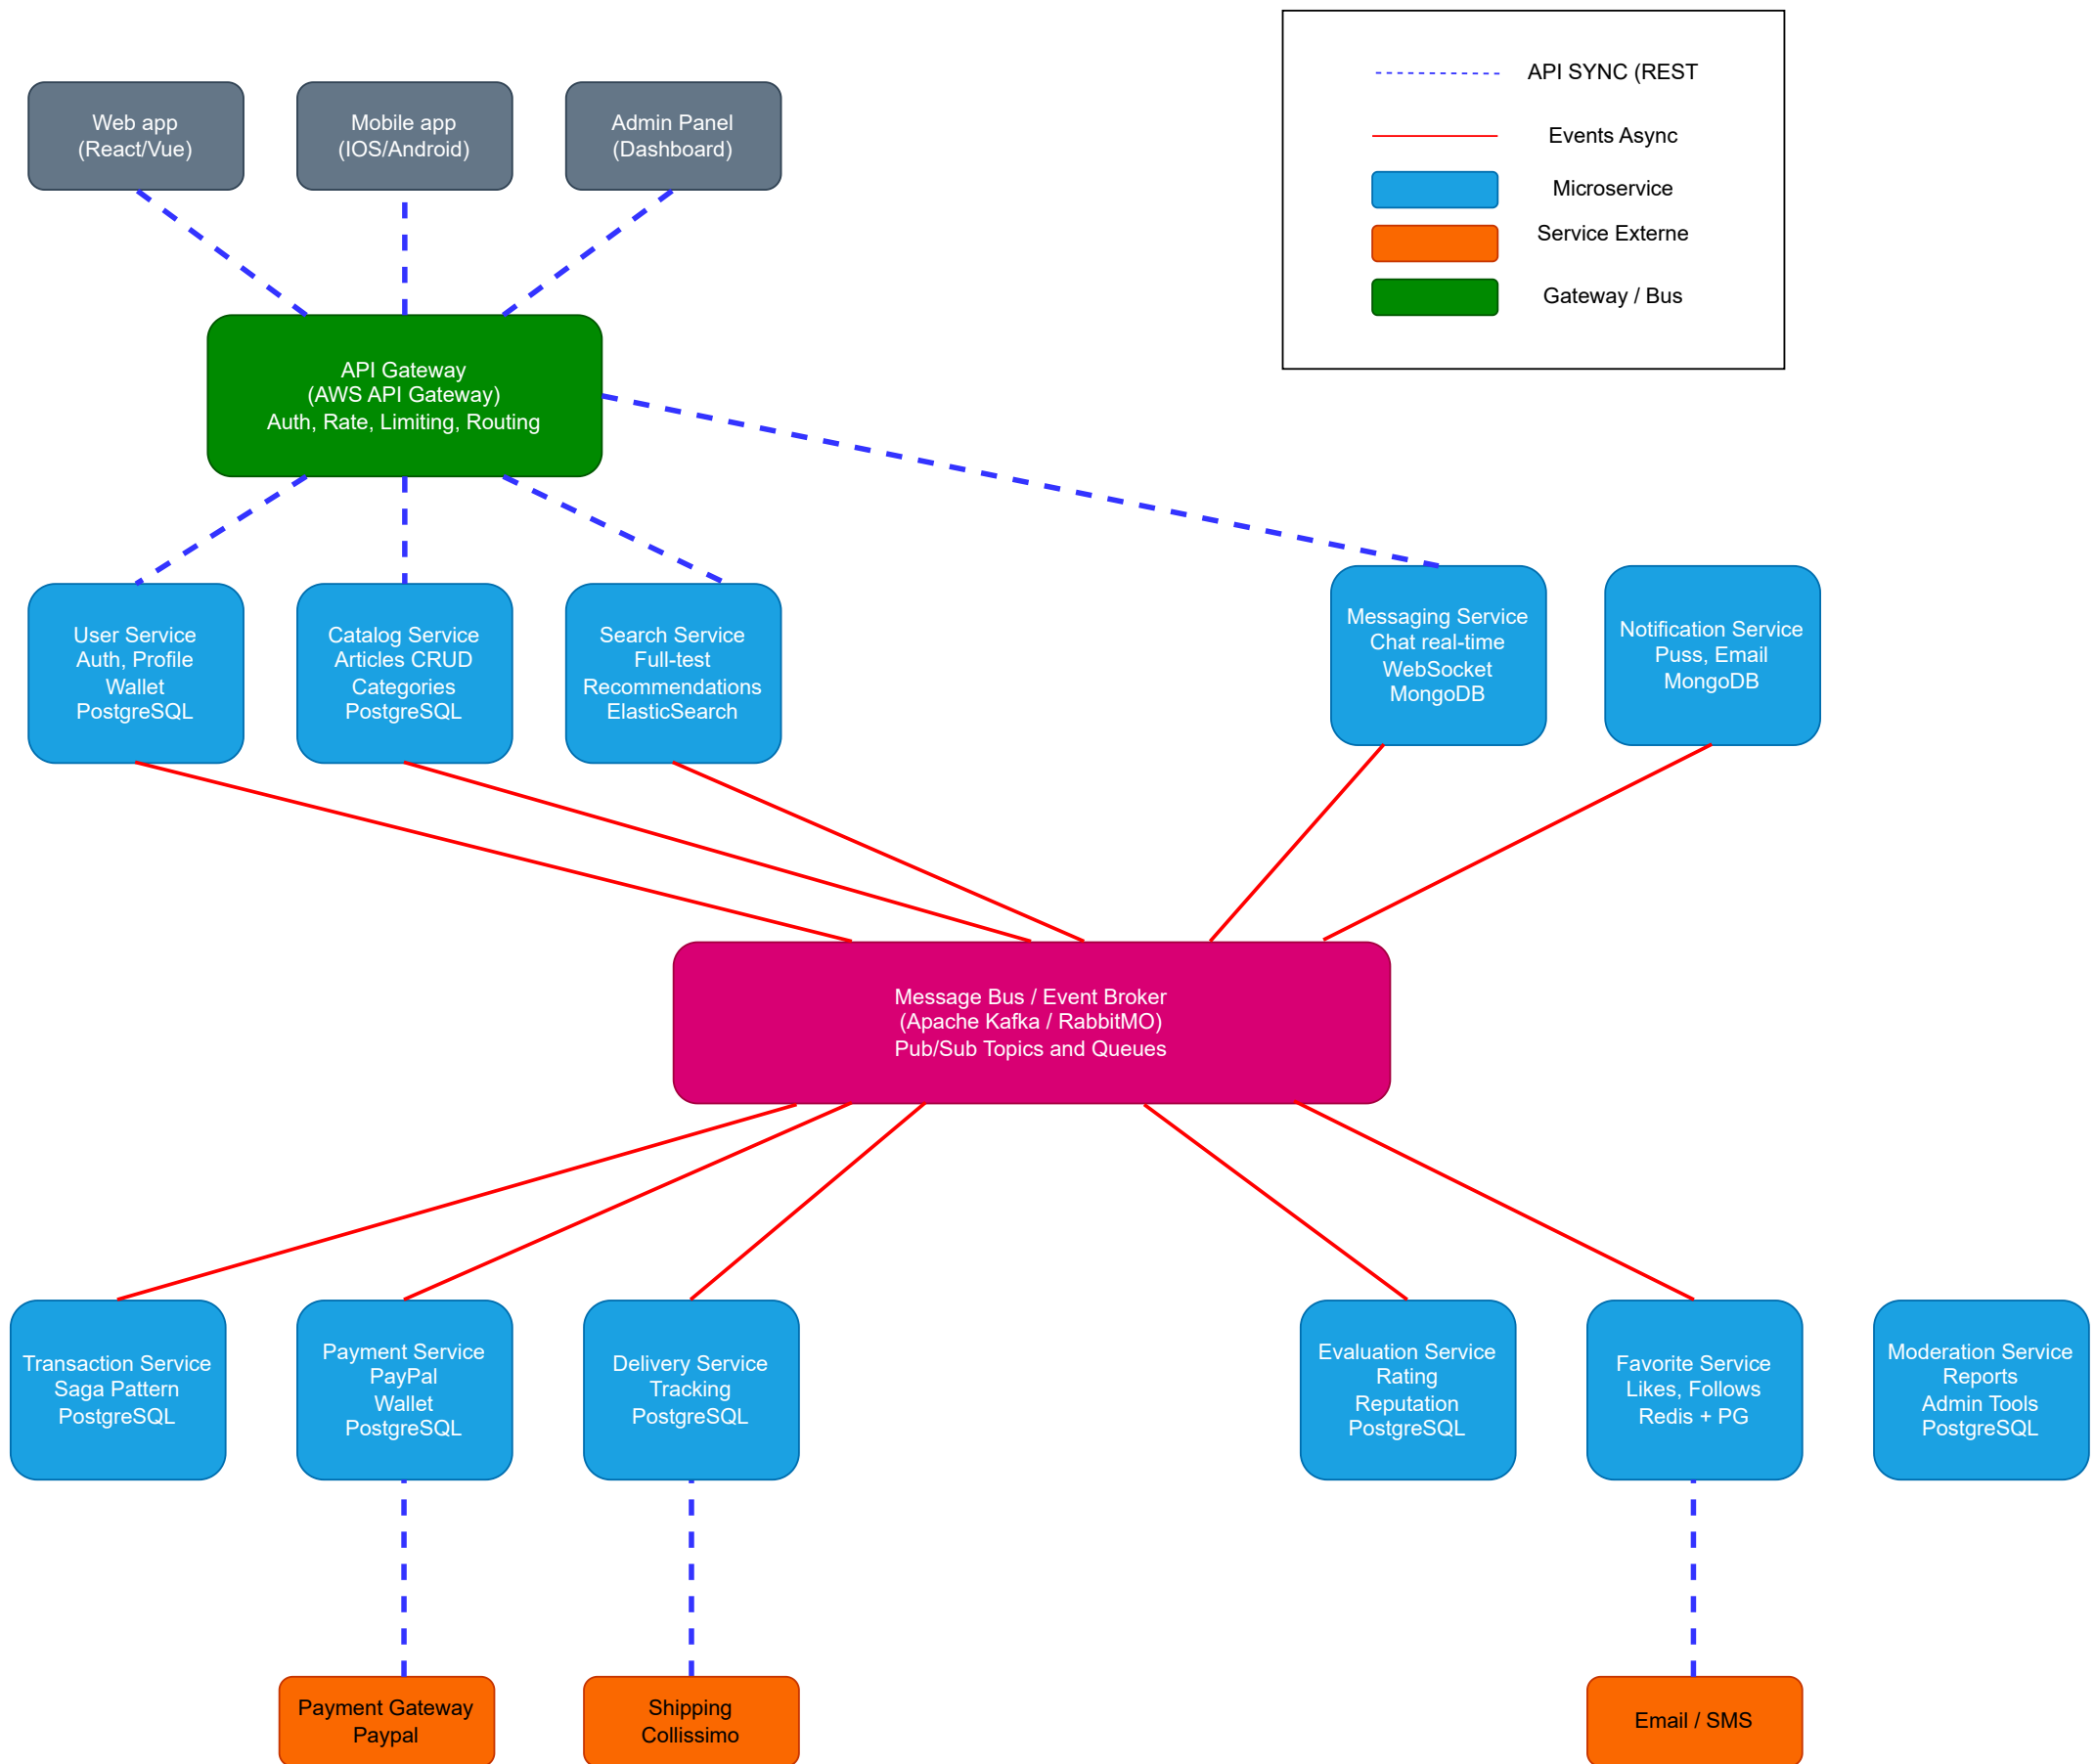 API SYNC (REST
Events Async
Microservice
Service Externe
Gateway / Bus
Web app
(React/Vue)
Mobile app
(IOS/Android)
Admin Panel
(Dashboard)
API Gateway
(AWS API Gateway)
Auth, Rate, Limiting, Routing
User Service
Auth, Profile
Wallet
PostgreSQL
Catalog Service
Articles CRUD
Categories
PostgreSQL
Search Service
Full-test
Recommendations
ElasticSearch
Messaging Service
Chat real-time
WebSocket
MongoDB
Notification Service
Puss, Email
MongoDB
Message Bus / Event Broker
(Apache Kafka / RabbitMO)
Pub/Sub Topics and Queues
Transaction Service
Saga Pattern
PostgreSQL
Payment Service
PayPal
Wallet
PostgreSQL
Delivery Service
Tracking
PostgreSQL
Evaluation Service
Rating
Reputation
PostgreSQL
Favorite Service
Likes, Follows
Redis + PG
Moderation Service
Reports
Admin Tools
PostgreSQL
Payment Gateway
Paypal
Shipping
Collissimo
Email / SMS